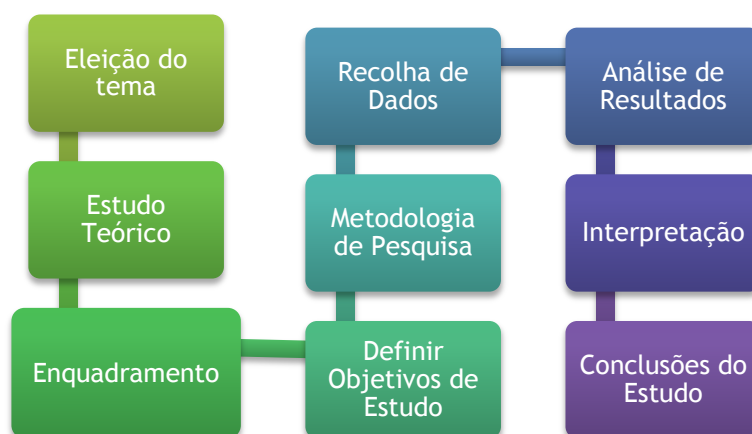 Eleição do
tema
Estudo
Teórico
Enquadramento
Definir
Objetivos de
Estudo
Metodologia
de Pesquisa
Recolha de
Dados
Análise de
Resultados
Interpretação
Conclusões do
Estudo